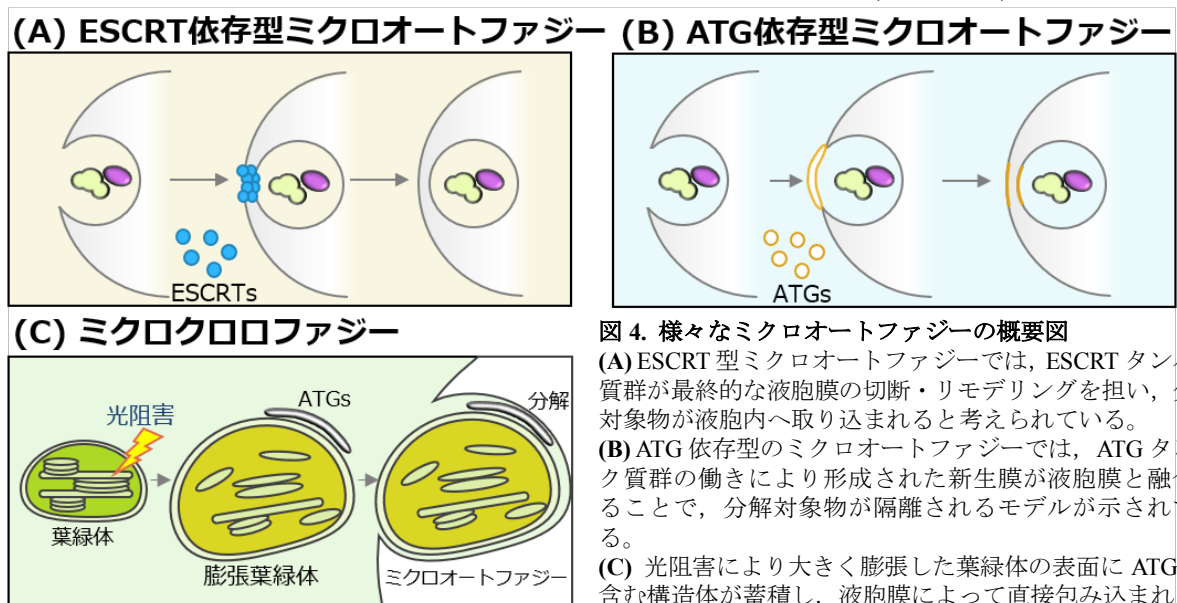 (A) ESCRT依存型ミクロオートファジー
(B) ATG依存型ミクロオートファジー
ESCRTs
ATGs
(C) ミクロクロロファジー
光阻害
葉緑体
膨張葉緑体
ATGs
分解
ミクロオートファジー
図 4. 様々なミクロオートファジーの概要図
(A) ESCRT 型ミクロオートファジーでは，ESCRT タン
質群が最終的な液胞膜の切断・リモデリングを担い，
対象物が液胞内へ取り込まれると考えられている。
(B) ATG 依存型のミクロオートファジーでは，ATG タ
ク質群の働きにより形成された新生膜が液胞膜と融
ることで，分解対象物が隔離されるモデルが示され
る。
(C) 光阻害により大きく膨張した葉緑体の表面に ATG
含む構造体が蓄積し，液胞膜によって直接包み込まれ